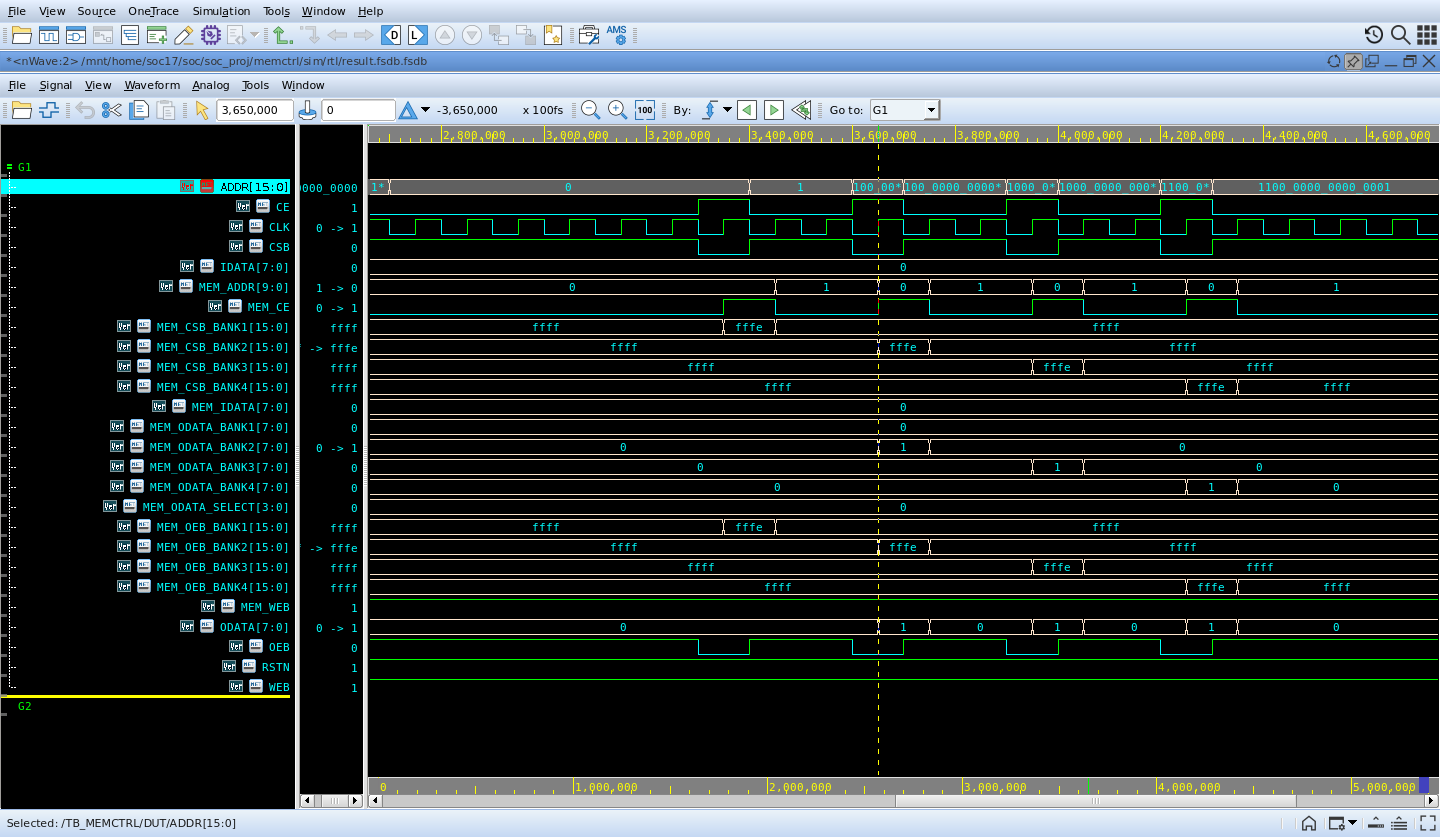 File View Source OneTrace Simulation Tools Window Help
D L AMS
*<nWave:2> /mnt/home/soc17/soc/soc_proj/memctrl/sim/rtl/result.fsdb.fsdb
File Signal View Waveform Analog Tools Window
3,650,000 0 -3,650,000 x 100fs 100 By: Go to: G1
2,800,000 3,000,000 3,200,000 3,400,000 3,600,000 3,800,000 4,000,000 4,200,000 4,400,000 4,600
G1
ADDR[15:0] 0000_0000 1* 0 1 100_00* 100_0000_0000* 1000_0* 1000_0000_000* 1100_0* 1100_0000_0000_0001
CE 1
CLK 0 -> 1
CSB 0
IDATA[7:0] 0 0
MEM_ADDR[9:0] 1 -> 0 0 1 0 1 0 1 0 1
MEM_CE 0 -> 1
MEM_CSB_BANK1[15:0] ffff ffff fffe ffff
MEM_CSB_BANK2[15:0] -> fffe ffff fffe ffff
MEM_CSB_BANK3[15:0] ffff ffff fffe ffff
MEM_CSB_BANK4[15:0] ffff ffff fffe ffff
MEM_IDATA[7:0] 0 0
MEM_ODATA_BANK1[7:0] 0 0
MEM_ODATA_BANK2[7:0] 0 -> 1 0 1 0
MEM_ODATA_BANK3[7:0] 0 0 1 0
MEM_ODATA_BANK4[7:0] 0 0 1 0
MEM_ODATA_SELECT[3:0] 0 0
MEM_OEB_BANK1[15:0] ffff ffff fffe ffff
MEM_OEB_BANK2[15:0] -> fffe ffff fffe ffff
MEM_OEB_BANK3[15:0] ffff ffff fffe ffff
MEM_OEB_BANK4[15:0] ffff ffff fffe ffff
MEM_WEB 1
ODATA[7:0] 0 -> 1 0 1 0 1 0 1 0
OEB 0
RSTN 1
WEB 1
G2
0 1,000,000 2,000,000 3,000,000 4,000,000 5,000,000
Selected: /TB_MEMCTRL/DUT/ADDR[15:0]